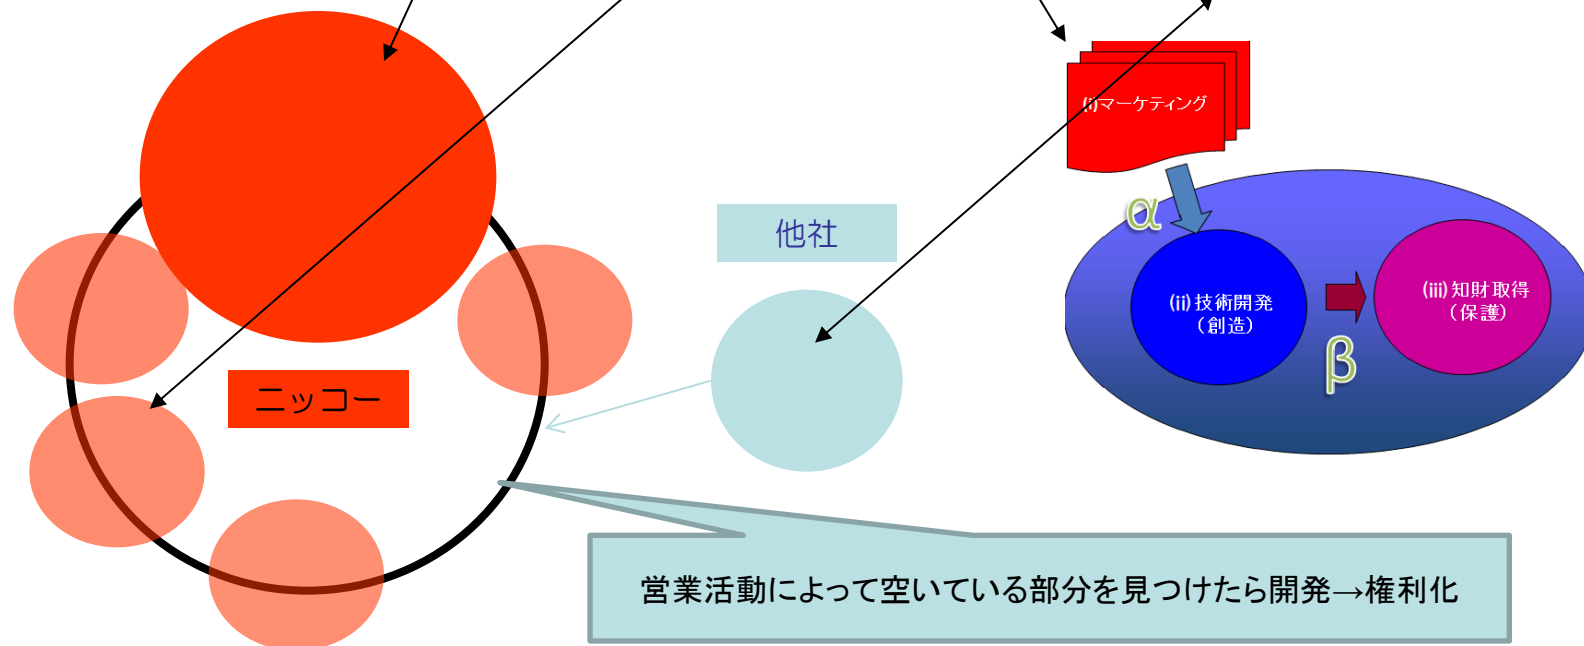 (i)マーケティング
α
他社
(ii)技術開発
（創造）
(iii)知財取得
（保護）
β
ニッコー
営業活動によって空いている部分を見つけたら開発→権利化